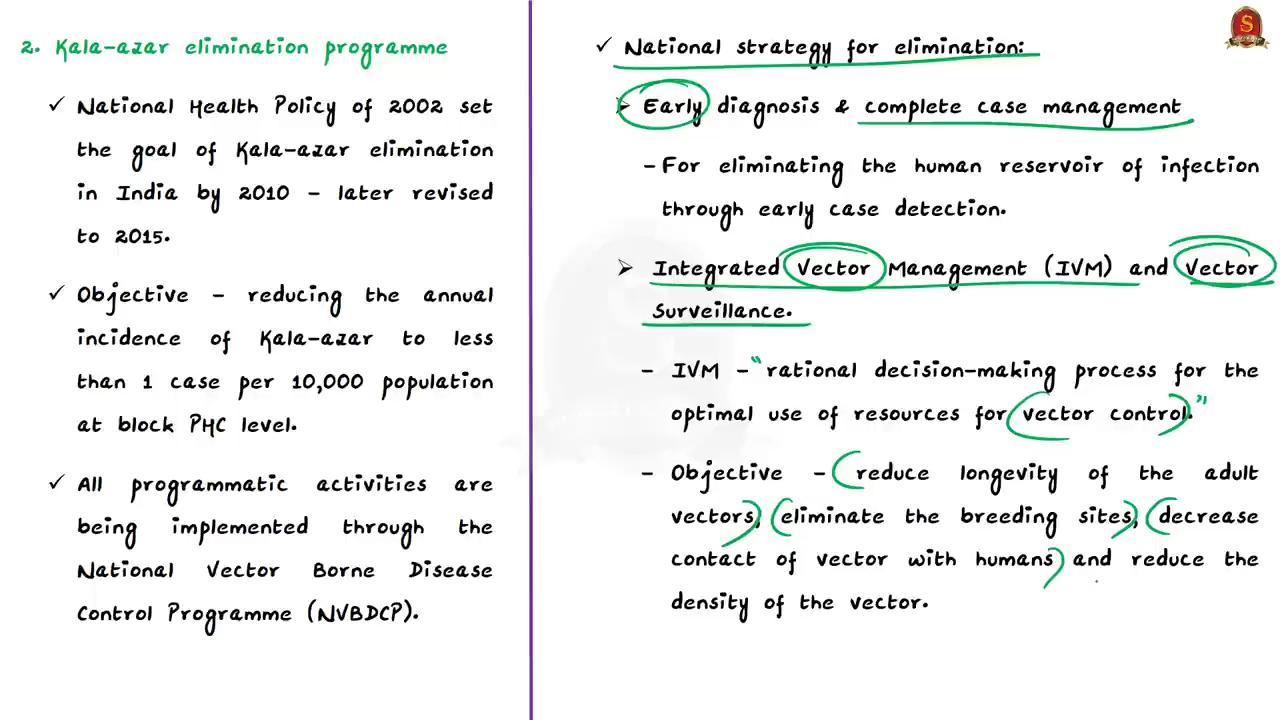 2. Kala-azar elimination programme
✓ National Health Policy of 2002 set
the goal of Kala-azar elimination
in India by 2010 – later revised
to 2015.
✓ Objective – reducing the annual
incidence of Kala-azar to less
than 1 case per 10,000 population
at block PHC level.
✓ All programmatic activities are
being implemented through the
National Vector Borne Disease
Control Programme (NVBDCP).
✓ National strategy for elimination:
➢ Early diagnosis & complete case management
- For eliminating the human reservoir of infection
through early case detection.
➢ Integrated Vector Management (IVM) and Vector
Surveillance.
- IVM - "rational decision-making process for the
optimal use of resources for vector control."
- Objective - reduce longevity of the adult
vectors, eliminate the breeding sites, decrease
contact of vector with humans and reduce the
density of the vector.